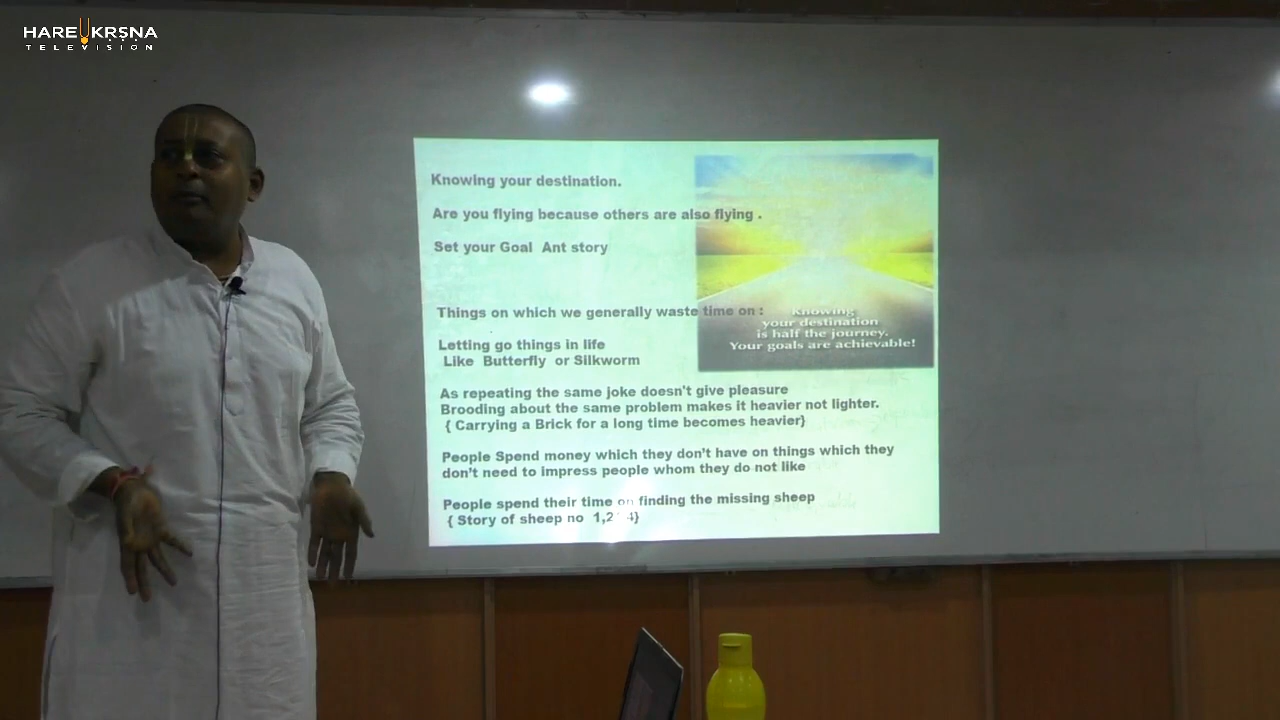 HARE KRSNA
TELEVISION
Knowing your destination.
Are you flying because others are also flying .
Set your Goal Ant story
Things on which we generally waste time on :
Knowing
your destination
is half the journey.
Your goals are achievable!
Letting go things in life
Like Butterfly or Silkworm
As repeating the same joke doesn't give pleasure
Brooding about the same problem makes it heavier not lighter.
{ Carrying a Brick for a long time becomes heavier}
People Spend money which they don't have on things which they
don't need to impress people whom they do not like
People spend their time on finding the missing sheep
{ Story of sheep no